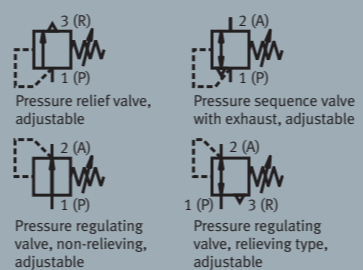 3 (R)
1 (P)
Pressure relief valve,
adjustable
2 (A)
1 (P)
Pressure sequence valve
with exhaust, adjustable
2 (A)
1 (P)
Pressure regulating
valve, non-relieving,
adjustable
2 (A)
1 (P) 3 (R)
Pressure regulating
valve, relieving type,
adjustable